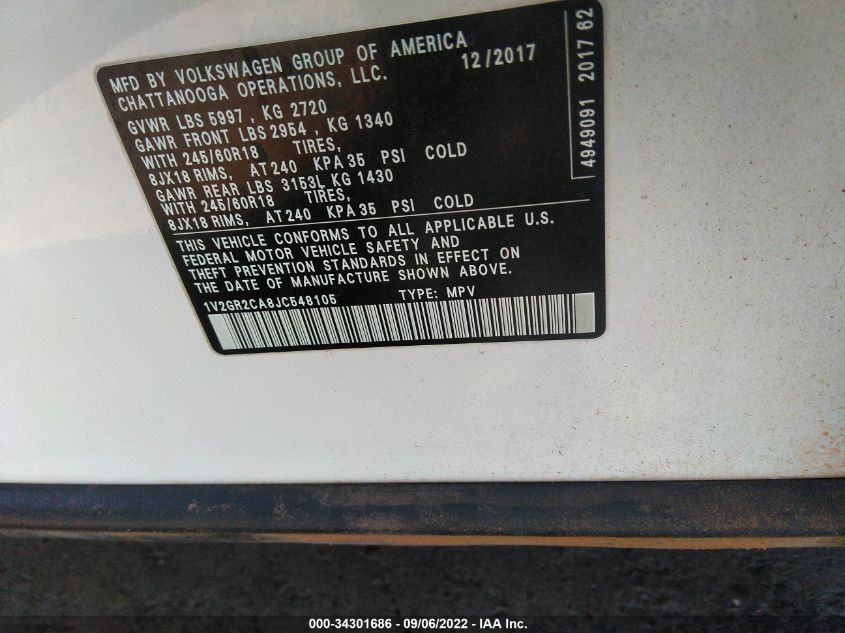 MFD BY VOLKSWAGEN GROUP OF AMERICA
CHATTANOOGA OPERATIONS, LLC.
12/2017
GVWR LBS 5997 , KG 2720
GAWR FRONT LBS 2954 , KG 1340
WITH 245/60R18 TIRES,
8JX18 RIMS, AT 240 KPA 35 PSI COLD
GAWR REAR LBS 3153L KG 1430
WITH 245/60R18 TIRES,
8JX18 RIMS, AT 240 KPA 35 PSI COLD
THIS VEHICLE CONFORMS TO ALL APPLICABLE U.S.
FEDERAL MOTOR VEHICLE SAFETY AND
THEFT PREVENTION STANDARDS IN EFFECT ON
THE DATE OF MANUFACTURE SHOWN ABOVE.
1V2GR2CA8JC548105 TYPE: MPV
4949091 2017 62
000-34301686 - 09/06/2022 - IAA Inc.